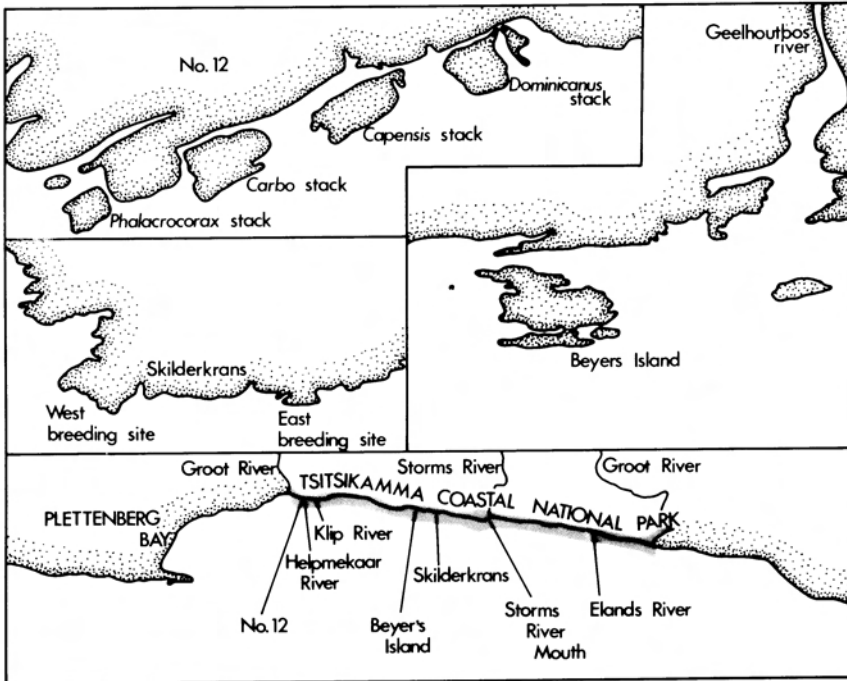 No. 12
Dominicanus
stack
Capensis stack
Carbo stack
Phalacrocorax stack
Geelhoutbos
river
Beyers Island
Skilderkrans
West
breeding site
East
breeding site
Groot River
Storms River
Groot River
TSITSIKAMMA COASTAL NATIONAL PARK
PLETTENBERG
BAY
Klip River
Helpmekaar
River
Skilderkrans
No. 12
Beyer's
Island
Storms
River
Mouth
Elands River